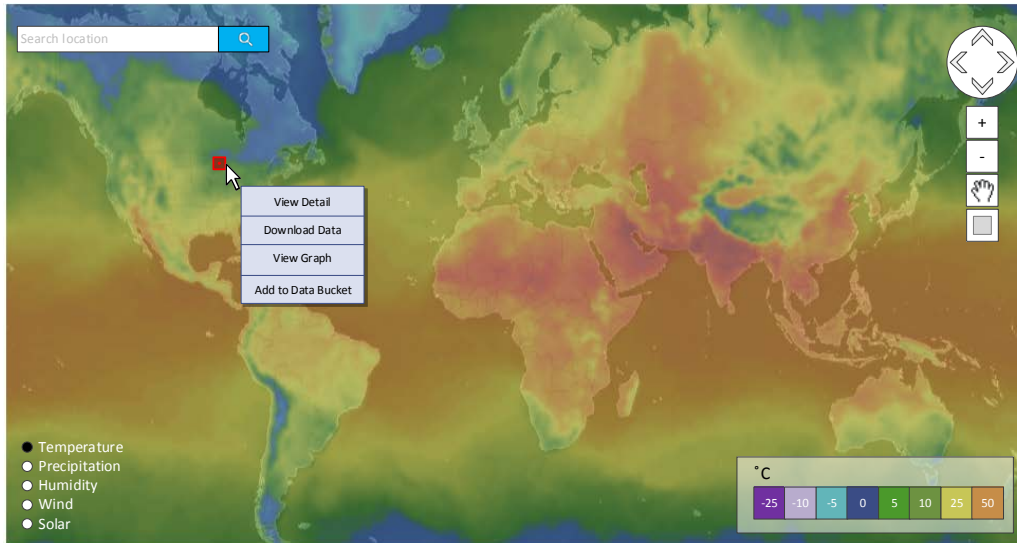 Search location
+
-
View Detail
Download Data
View Graph
Add to Data Bucket
Temperature
Precipitation
Humidity
Wind
Solar
°C
-25 -10 -5 0 5 10 25 50